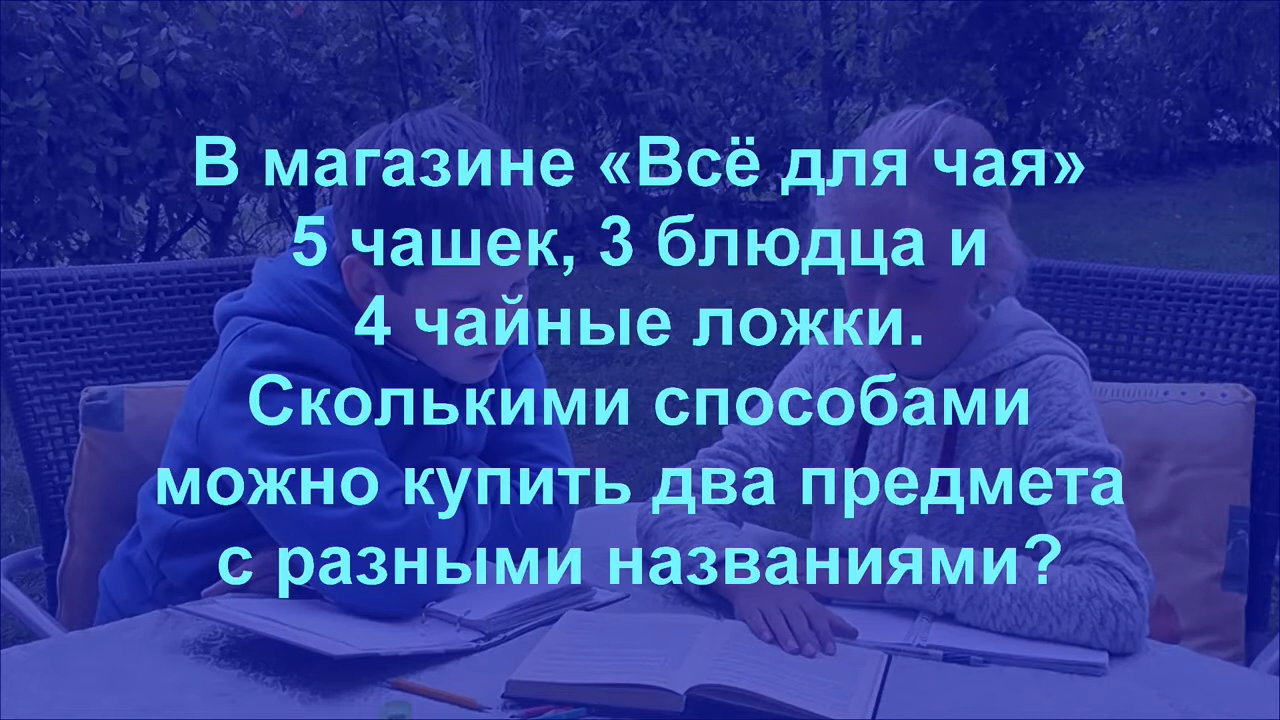 В магазине «Всё для чая»
5 чашек, 3 блюдца и
4 чайные ложки.
Сколькими способами
можно купить два предмета
с разными названиями?